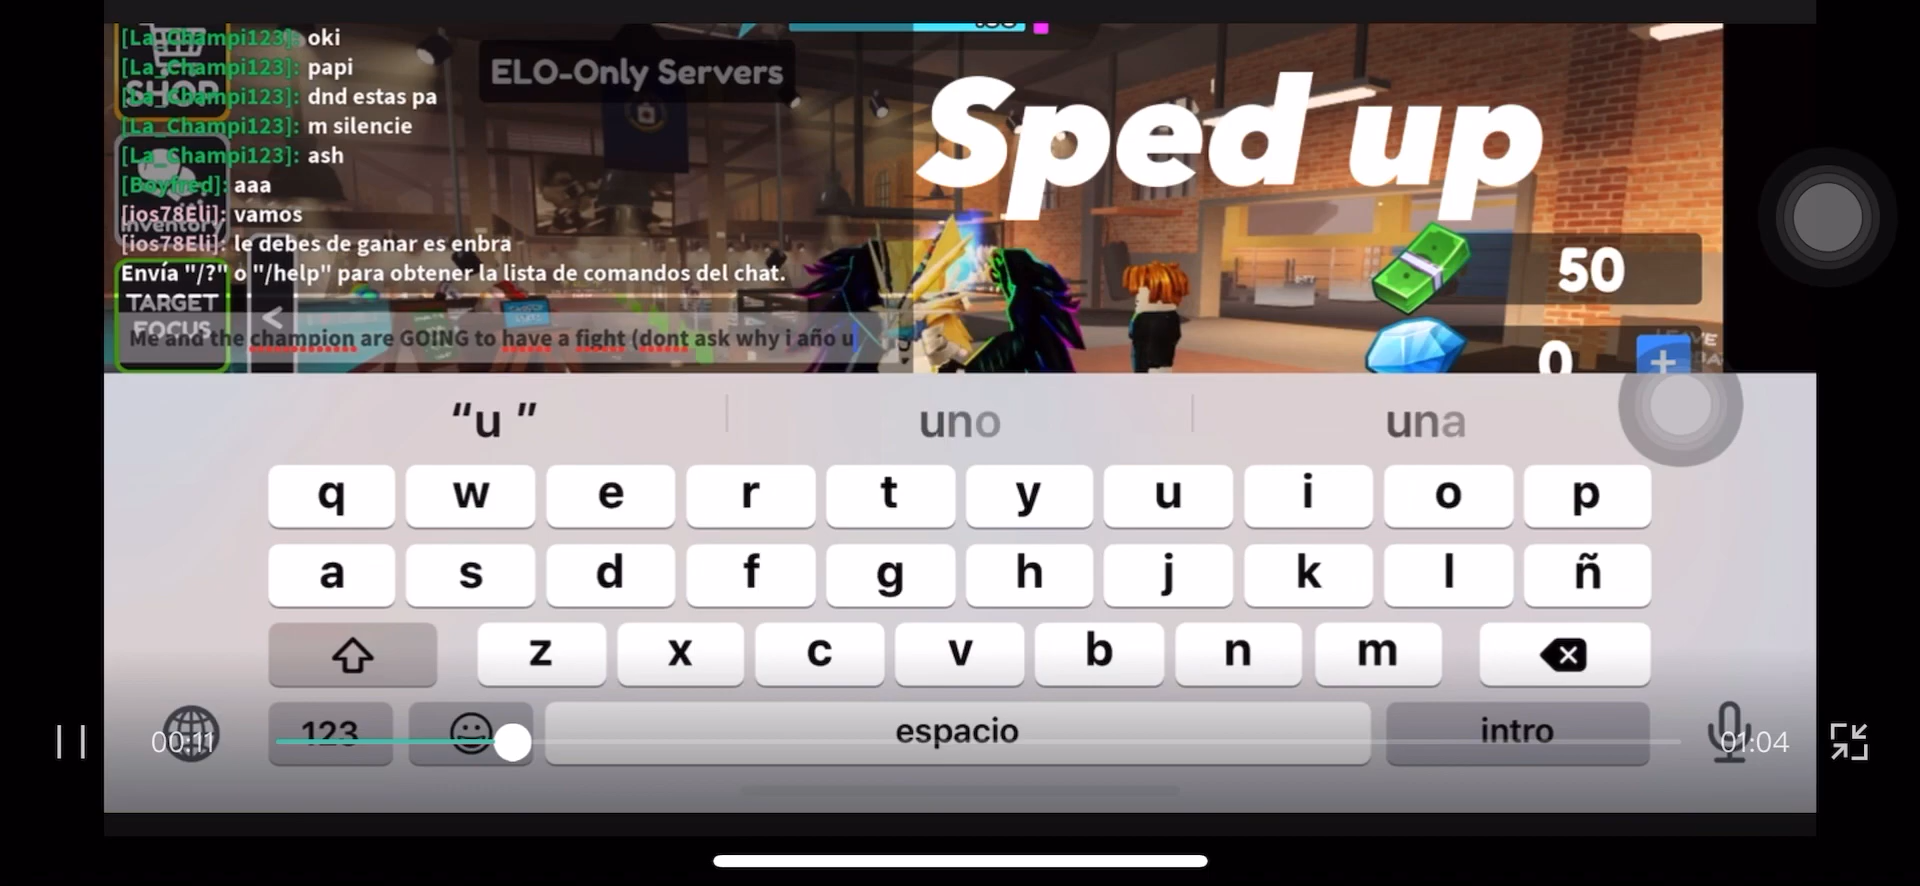 [La_Champi123]: oki
[La_Champi123]: papi
[La_Champi123]: dnd estas pa
[La_Champi123]: m silencie
[La_Champi123]: ash
[Boyfred]: aaa
[ios78Eli]: vamos
[ios78Eli]: le debes de ganar es enbra
Envía "/?" o "/help" para obtener la lista de comandos del chat.
SHOP
Inventory
TARGET
FOCUS
<
Me and the champion are GOING to have a fight (dont ask why i año u
ELO-Only Servers
Sped up
50
0
+
“u ”
uno
una
q w e r t y u i o p
a s d f g h j k l ñ
z x c v b n m
123
espacio
intro
00:11
01:04